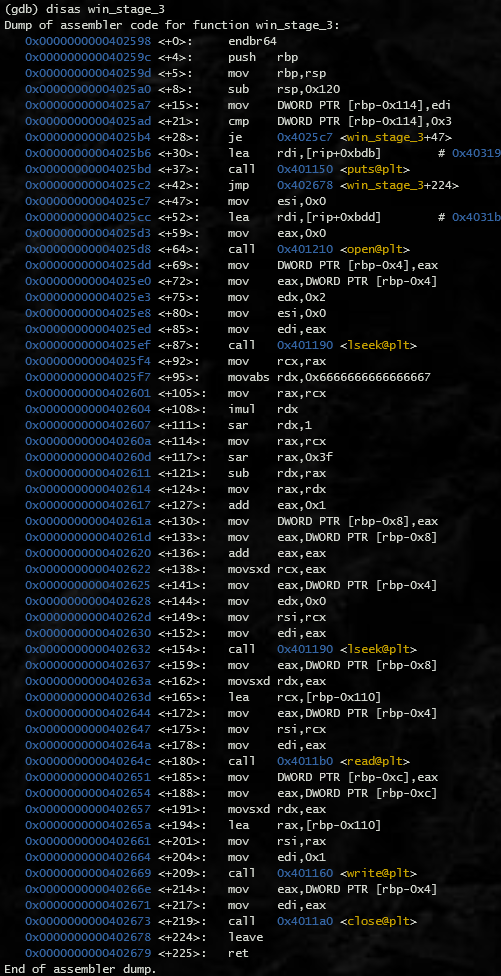 (gdb) disas win_stage_3
Dump of assembler code for function win_stage_3:
0x0000000000402598 <+0>: endbr64
0x000000000040259c <+4>: push rbp
0x000000000040259d <+5>: mov rbp,rsp
0x00000000004025a0 <+8>: sub rsp,0x120
0x00000000004025a7 <+15>: mov DWORD PTR [rbp-0x114],edi
0x00000000004025ad <+21>: cmp DWORD PTR [rbp-0x114],0x3
0x00000000004025b4 <+28>: je 0x4025c7 <win_stage_3+47>
0x00000000004025b6 <+30>: lea rdi,[rip+0xbdb] # 0x40319
0x00000000004025bd <+37>: call 0x401150 <puts@plt>
0x00000000004025c2 <+42>: jmp 0x402678 <win_stage_3+224>
0x00000000004025c7 <+47>: mov esi,0x0
0x00000000004025cc <+52>: lea rdi,[rip+0xbdd] # 0x4031b
0x00000000004025d3 <+59>: mov eax,0x0
0x00000000004025d8 <+64>: call 0x401210 <open@plt>
0x00000000004025dd <+69>: mov DWORD PTR [rbp-0x4],eax
0x00000000004025e0 <+72>: mov eax,DWORD PTR [rbp-0x4]
0x00000000004025e3 <+75>: mov edx,0x2
0x00000000004025e8 <+80>: mov esi,0x0
0x00000000004025ed <+85>: mov edi,eax
0x00000000004025ef <+87>: call 0x401190 <lseek@plt>
0x00000000004025f4 <+92>: mov rcx,rax
0x00000000004025f7 <+95>: movabs rdx,0x6666666666666667
0x0000000000402601 <+105>: mov rax,rcx
0x0000000000402604 <+108>: imul rdx
0x0000000000402607 <+111>: sar rdx,1
0x000000000040260a <+114>: mov rax,rcx
0x000000000040260d <+117>: sar rax,0x3f
0x0000000000402611 <+121>: sub rdx,rax
0x0000000000402614 <+124>: mov rax,rdx
0x0000000000402617 <+127>: add eax,0x1
0x000000000040261a <+130>: mov DWORD PTR [rbp-0x8],eax
0x000000000040261d <+133>: mov eax,DWORD PTR [rbp-0x8]
0x0000000000402620 <+136>: add eax,eax
0x0000000000402622 <+138>: movsxd rcx,eax
0x0000000000402625 <+141>: mov eax,DWORD PTR [rbp-0x4]
0x0000000000402628 <+144>: mov edx,0x0
0x000000000040262d <+149>: mov rsi,rcx
0x0000000000402630 <+152>: mov edi,eax
0x0000000000402632 <+154>: call 0x401190 <lseek@plt>
0x0000000000402637 <+159>: mov eax,DWORD PTR [rbp-0x8]
0x000000000040263a <+162>: movsxd rdx,eax
0x000000000040263d <+165>: lea rcx,[rbp-0x110]
0x0000000000402644 <+172>: mov eax,DWORD PTR [rbp-0x4]
0x0000000000402647 <+175>: mov rsi,rcx
0x000000000040264a <+178>: mov edi,eax
0x000000000040264c <+180>: call 0x4011b0 <read@plt>
0x0000000000402651 <+185>: mov DWORD PTR [rbp-0xc],eax
0x0000000000402654 <+188>: mov eax,DWORD PTR [rbp-0xc]
0x0000000000402657 <+191>: movsxd rdx,eax
0x000000000040265a <+194>: lea rax,[rbp-0x110]
0x0000000000402661 <+201>: mov rsi,rax
0x0000000000402664 <+204>: mov edi,0x1
0x0000000000402669 <+209>: call 0x401160 <write@plt>
0x000000000040266e <+214>: mov eax,DWORD PTR [rbp-0x4]
0x0000000000402671 <+217>: mov edi,eax
0x0000000000402673 <+219>: call 0x4011a0 <close@plt>
0x0000000000402678 <+224>: leave
0x0000000000402679 <+225>: ret
End of assembler dump.